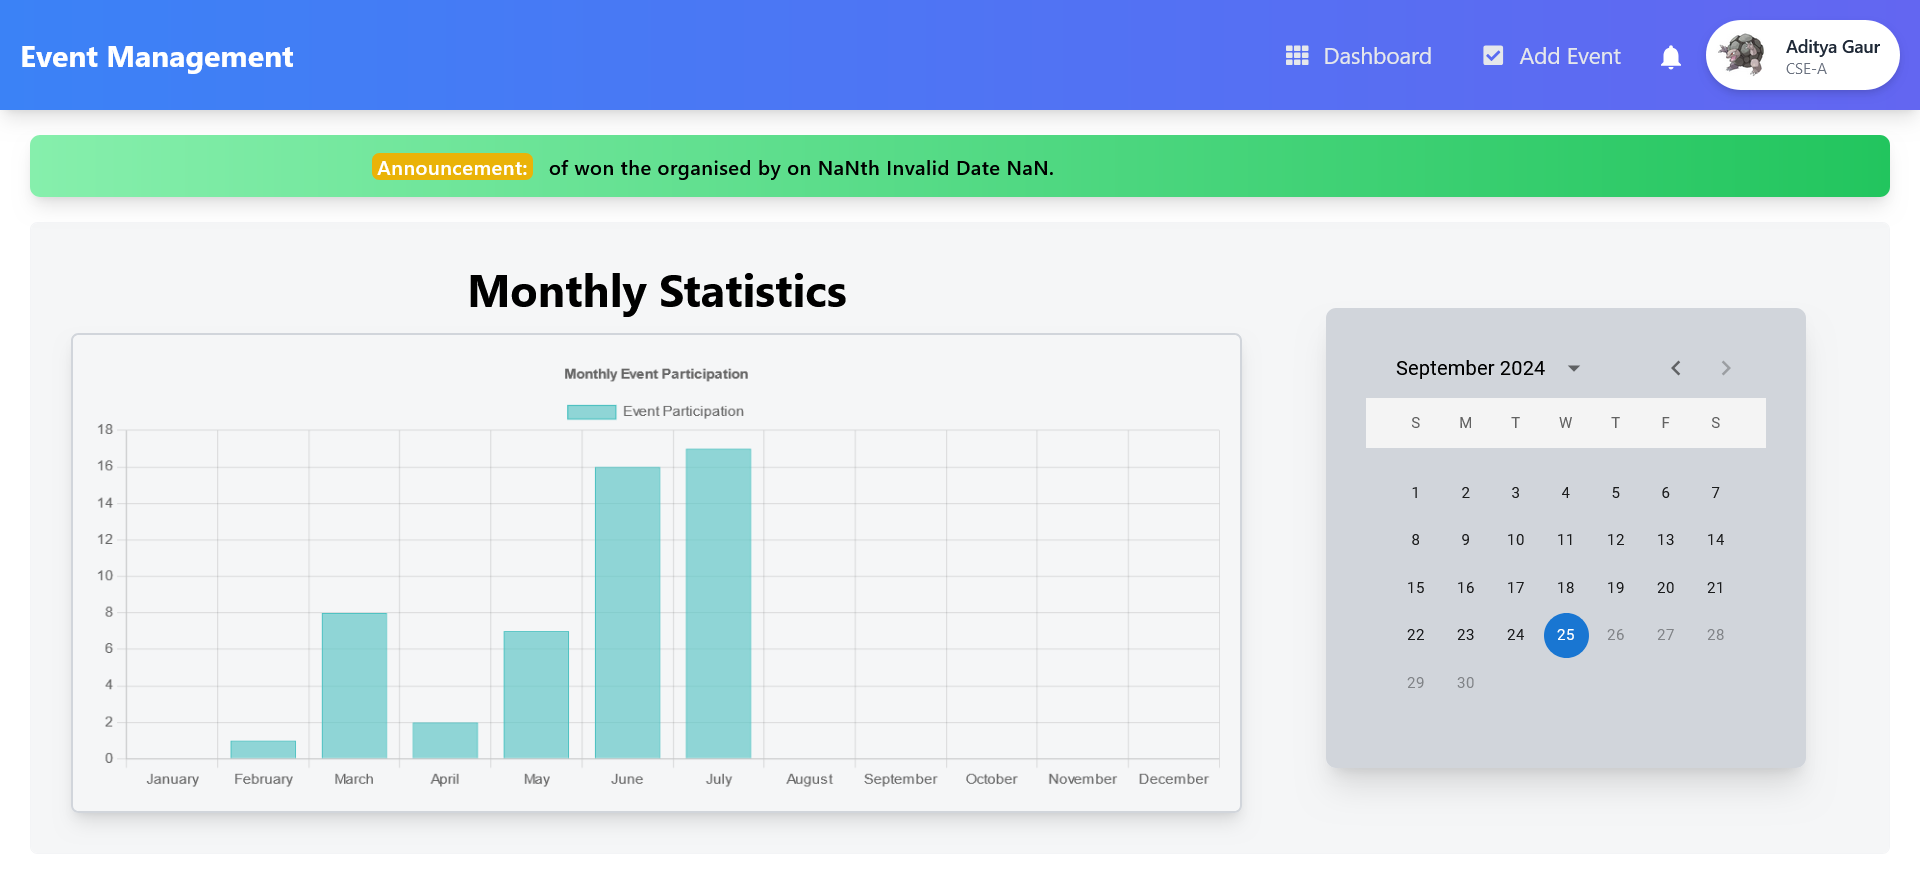 Event Management
Dashboard
Add Event
Aditya Gaur
CSE-A
Announcement: of won the organised by on NaNth Invalid Date NaN.
Monthly Statistics
Monthly Event Participation
Event Participation
18
16
14
12
10
8
6
4
2
0
January February March April May June July August September October November December
September 2024
S M T W T F S
1 2 3 4 5 6 7
8 9 10 11 12 13 14
15 16 17 18 19 20 21
22 23 24 25 26 27 28
29 30